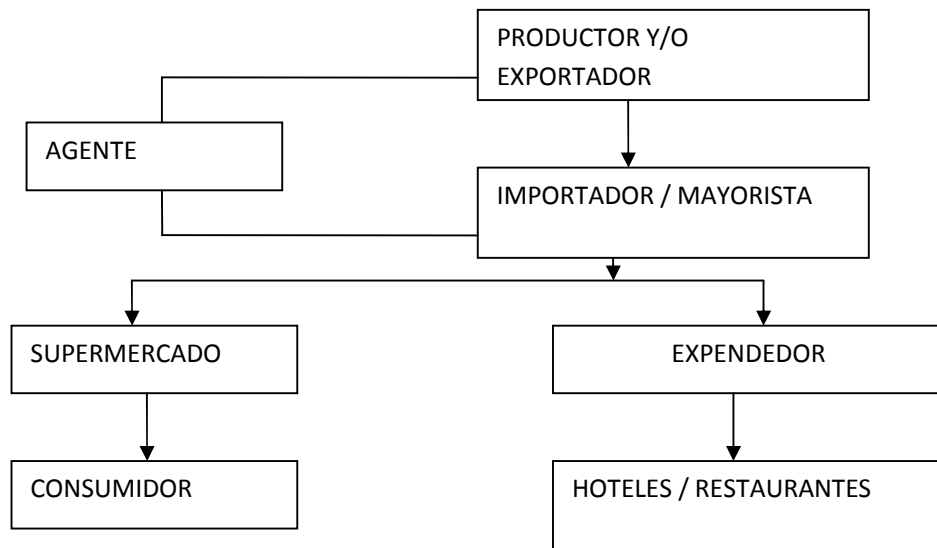 PRODUCTOR Y/O
EXPORTADOR
AGENTE
IMPORTADOR / MAYORISTA
SUPERMERCADO
EXPENDEDOR
CONSUMIDOR
HOTELES / RESTAURANTES